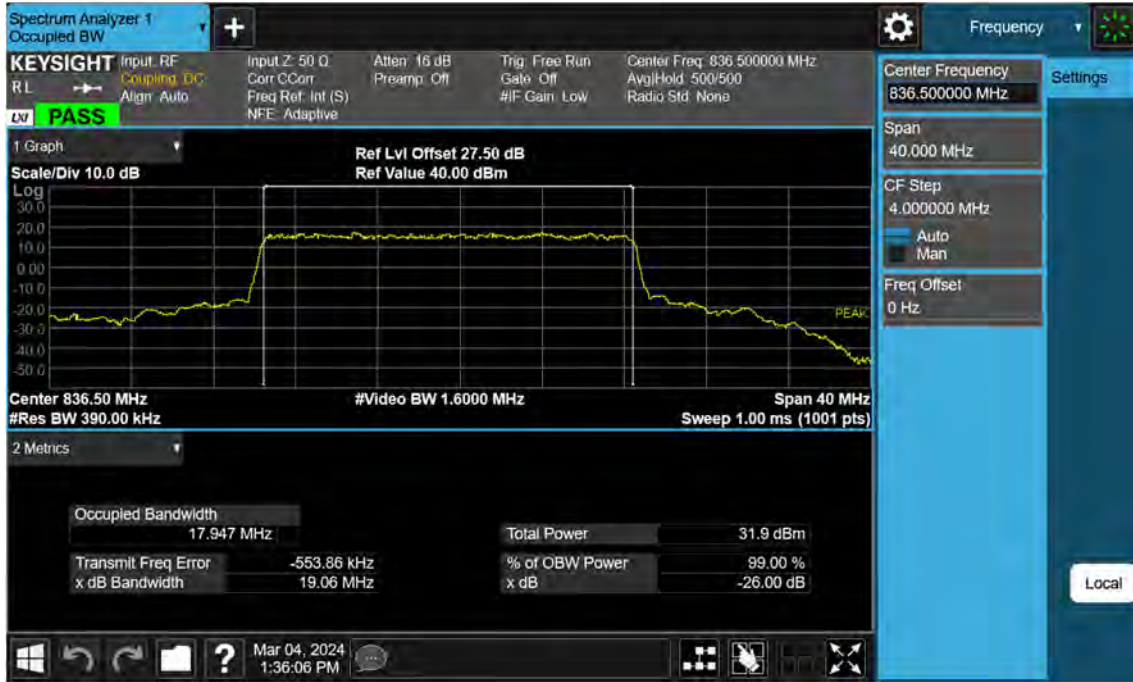 Spectrum Analyzer 1
Occupied BW
Frequency
KEYSIGHT
Input: RF
Coupling: DC
Align: Auto
Input Z: 50 Ω
Corr CCorr
Freq Ref: Int (S)
NFE: Adaptive
Atten: 16 dB
Preamp: Off
Trig: Free Run
Gate: Off
#IF Gain: Low
Center Freq: 836.500000 MHz
Avg|Hold: 500/500
Radio Std: None
R L
LXI
PASS
Center Frequency
836.500000 MHz
Settings
Span
40.000 MHz
CF Step
4.000000 MHz
Auto
Man
Freq Offset
0 Hz
Local
1 Graph
Scale/Div 10.0 dB
Ref Lvl Offset 27.50 dB
Ref Value 40.00 dBm
Log
30.0
20.0
10.0
0.00
-10.0
-20.0
-30.0
-40.0
-50.0
PEAK
Center 836.50 MHz
#Video BW 1.6000 MHz
Span 40 MHz
#Res BW 390.00 kHz
Sweep 1.00 ms (1001 pts)
2 Metrics
Occupied Bandwidth
17.947 MHz
Total Power 31.9 dBm
Transmit Freq Error -553.86 kHz
% of OBW Power 99.00 %
x dB Bandwidth 19.06 MHz
x dB -26.00 dB
?
Mar 04, 2024
1:36:06 PM